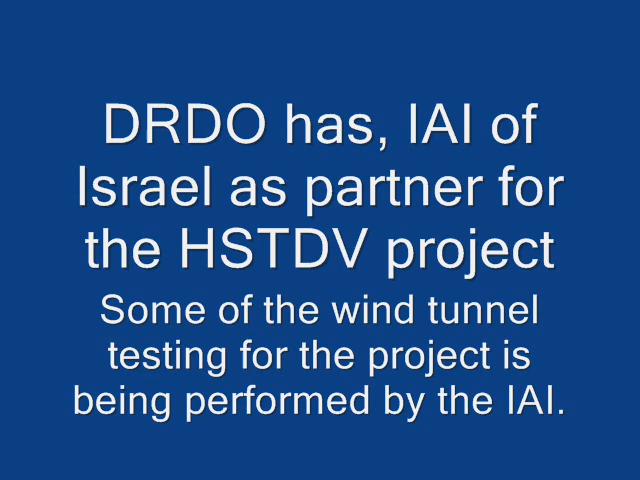 DRDO has, IAI of
Israel as partner for
the HSTDV project
Some of the wind tunnel
testing for the project is
being performed by the IAI.